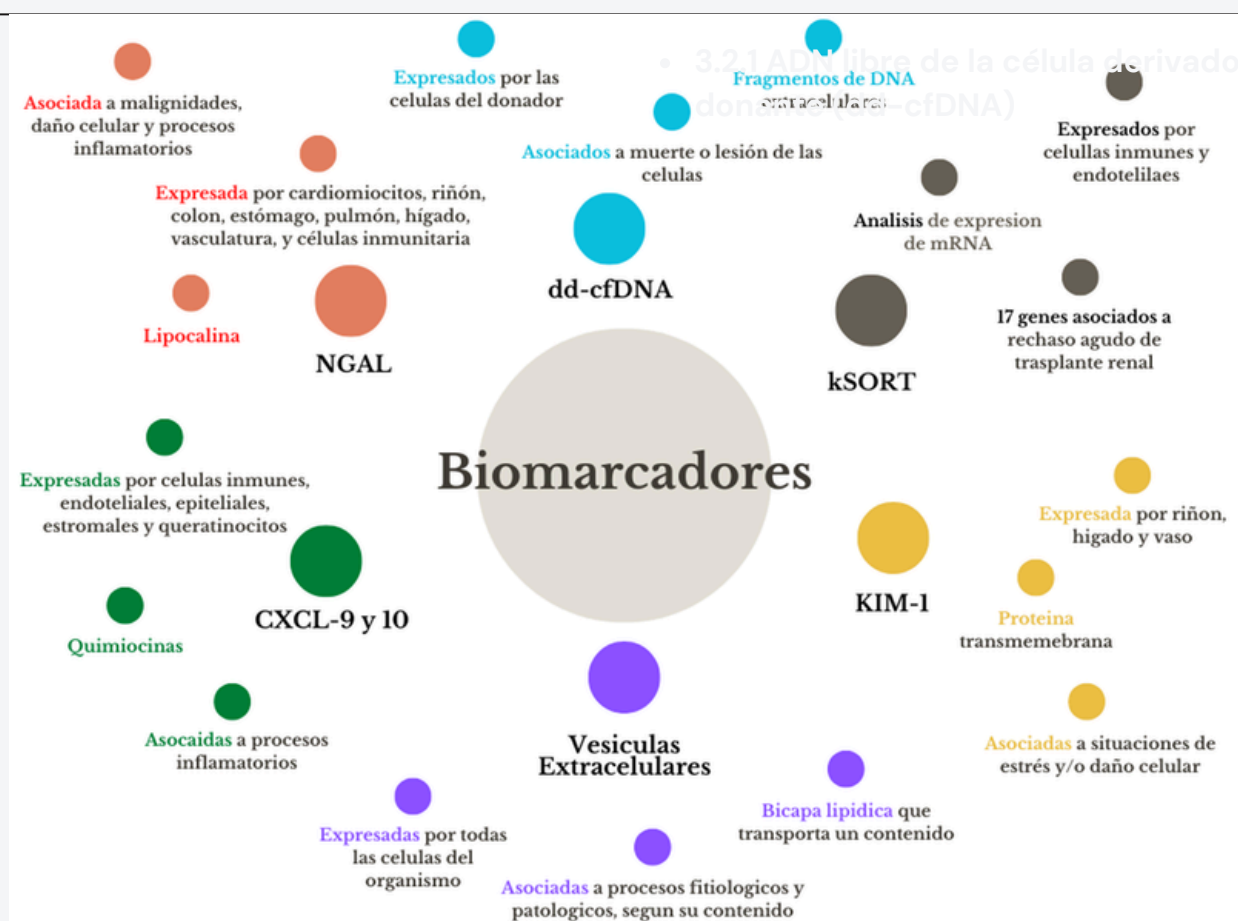 3.2.1 ADN libre de la célula derivado
donante (dd-cfDNA)
Asociada a malignidades,
daño celular y procesos
inflamatorios
Expresada por cardiomiocitos, riñón,
colon, estómago, pulmón, hígado,
vasculatura, y células inmunitaria
Lipocalina
NGAL
Expresados por las
celulas del donador
Fragmentos de DNA
extracelulares
Asociados a muerte o lesión de las
celulas
dd-cfDNA
Expresados por
celullas inmunes y
endotelilaes
Analisis de expresion
de mRNA
17 genes asociados a
rechaso agudo de
trasplante renal
kSORT
Biomarcadores
Expresadas por celulas inmunes,
endoteliales, epiteliales,
estromales y queratinocitos
CXCL-9 y 10
Quimiocinas
Asocaidas a procesos
inflamatorios
Expresada por riñon,
higado y vaso
KIM-1
Proteina
transmemebrana
Asociadas a situaciones de
estrés y/o daño celular
Vesiculas
Extracelulares
Expresadas por todas
las celulas del
organismo
Asociadas a procesos fitiologicos y
patologicos, segun su contenido
Bicapa lipidica que
transporta un contenido